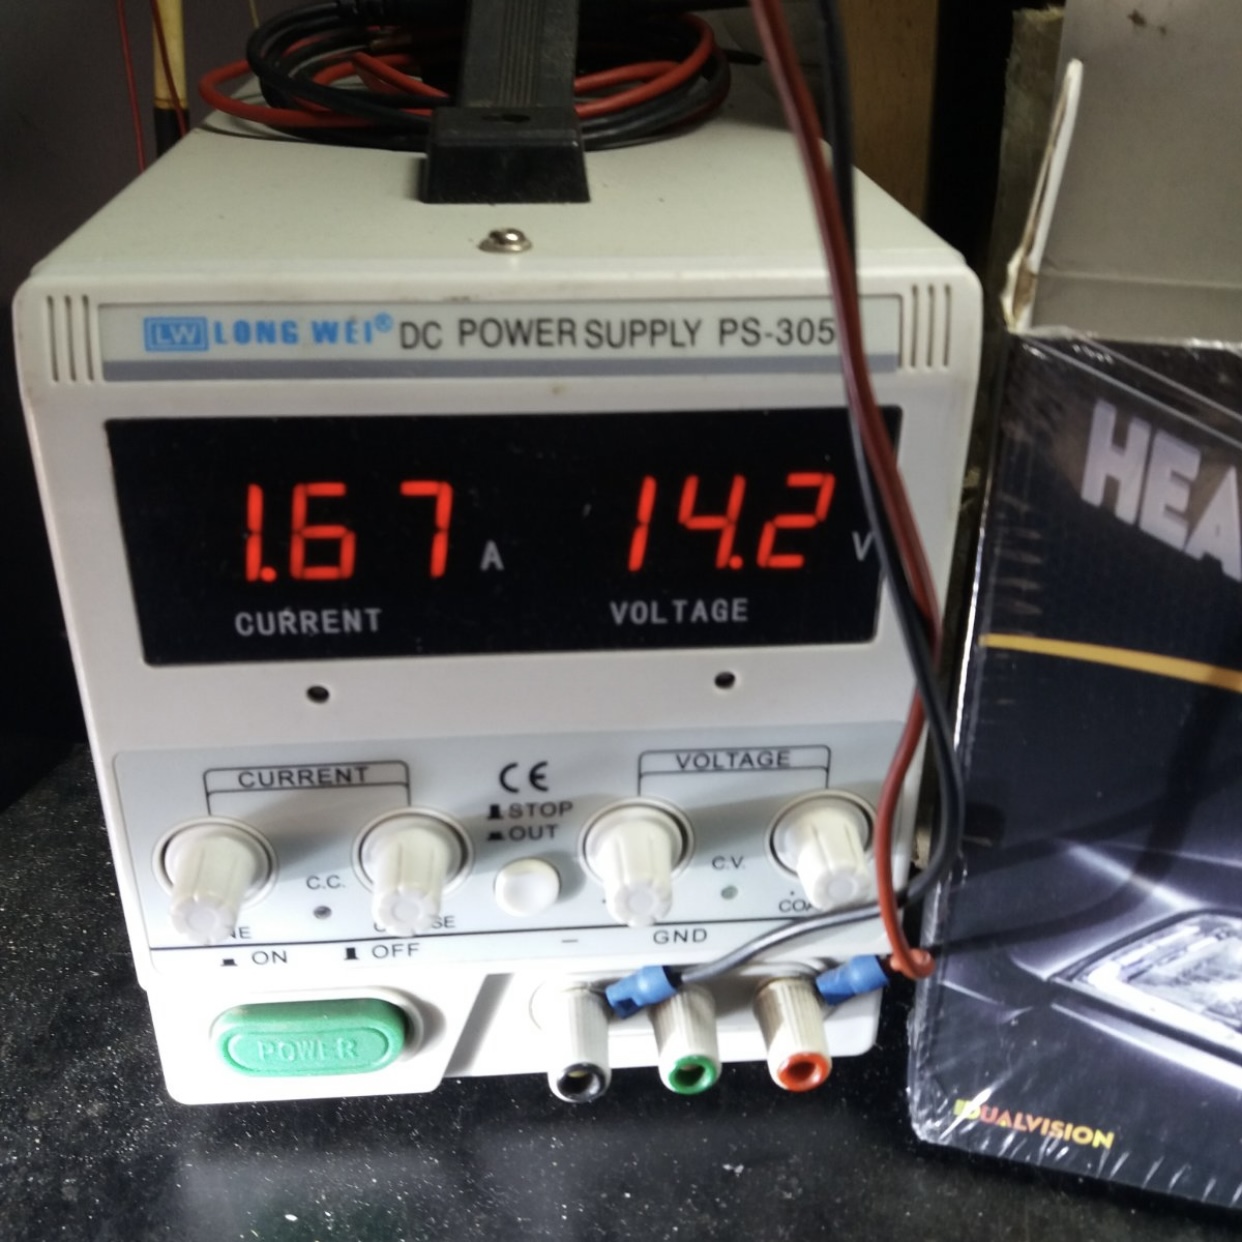 LW LONG WEI® DC POWER SUPPLY PS-305
1.67 A
14.2 V
CURRENT
VOLTAGE
HEA
CURRENT
CE
VOLTAGE
STOP
OUT
C.C.
C.V.
ON
OFF
−
GND
POWER
DUALVISION